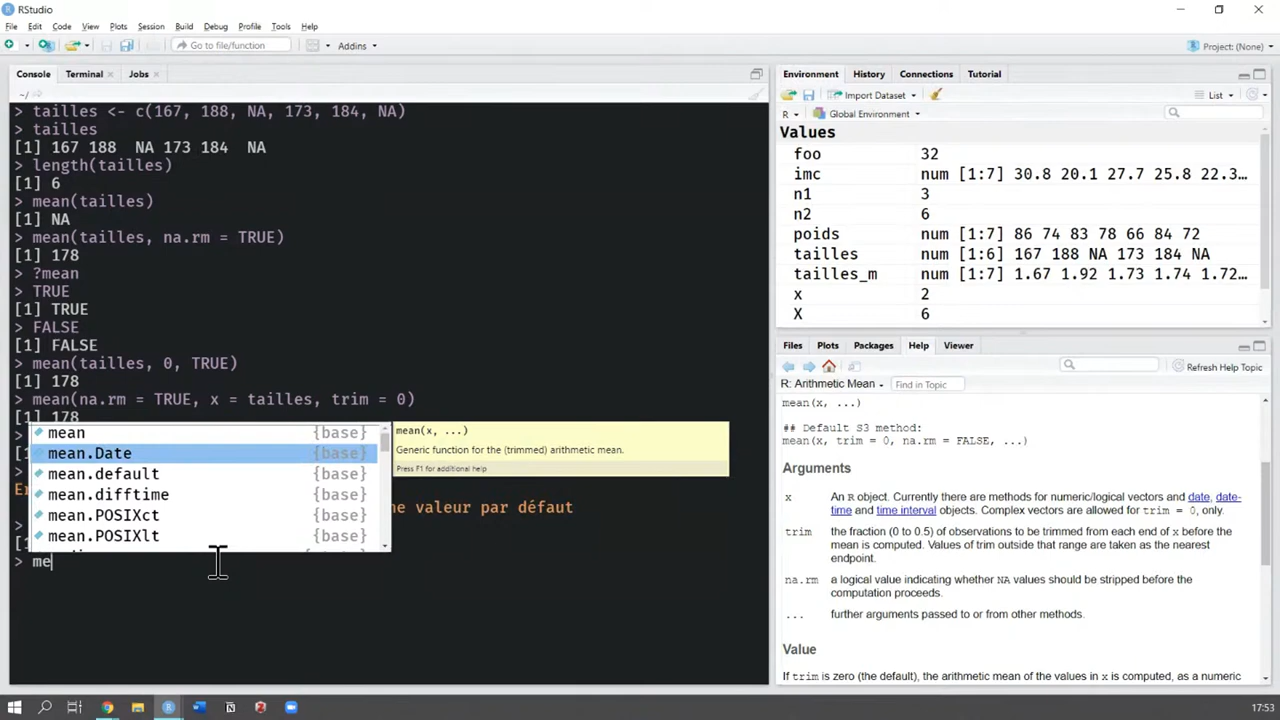 RStudio
File Edit Code View Plots Session Build Debug Profile Tools Help
Go to file/function Addins Project: (None)
Console Terminal Jobs
~/
> tailles <- c(167, 188, NA, 173, 184, NA)
> tailles
[1] 167 188  NA 173 184  NA
> length(tailles)
[1] 6
> mean(tailles)
[1] NA
> mean(tailles, na.rm = TRUE)
[1] 178
> ?mean
> TRUE
[1] TRUE
> FALSE
[1] FALSE
> mean(tailles, 0, TRUE)
[1] 178
> mean(na.rm = TRUE, x = tailles, trim = 0)
[1] 178
mean {base}
mean.Date {base}
mean.default {base}
mean.difftime {base}
mean.POSIXct {base}
mean.POSIXlt {base}
mean(x, ...)
Generic function for the (trimmed) arithmetic mean.
Press F1 for additional help
ne valeur par défaut
> me
Environment History Connections Tutorial
Import Dataset List
R Global Environment
Values
foo 32
imc num [1:7] 30.8 20.1 27.7 25.8 22.3…
n1 3
n2 6
poids num [1:7] 86 74 83 78 66 84 72
tailles num [1:6] 167 188 NA 173 184 NA
tailles_m num [1:7] 1.67 1.92 1.73 1.74 1.72…
x 2
X 6
Files Plots Packages Help Viewer
Refresh Help Topic
R: Arithmetic Mean Find in Topic
mean(x, ...)
## Default S3 method:
mean(x, trim = 0, na.rm = FALSE, ...)
Arguments
x An R object. Currently there are methods for numeric/logical vectors and date, date-
time and time interval objects. Complex vectors are allowed for trim = 0, only.
trim the fraction (0 to 0.5) of observations to be trimmed from each end of x before the
mean is computed. Values of trim outside that range are taken as the nearest
endpoint.
na.rm a logical value indicating whether NA values should be stripped before the
computation proceeds.
... further arguments passed to or from other methods.
Value
If trim is zero (the default), the arithmetic mean of the values in x is computed, as a numeric
17:53